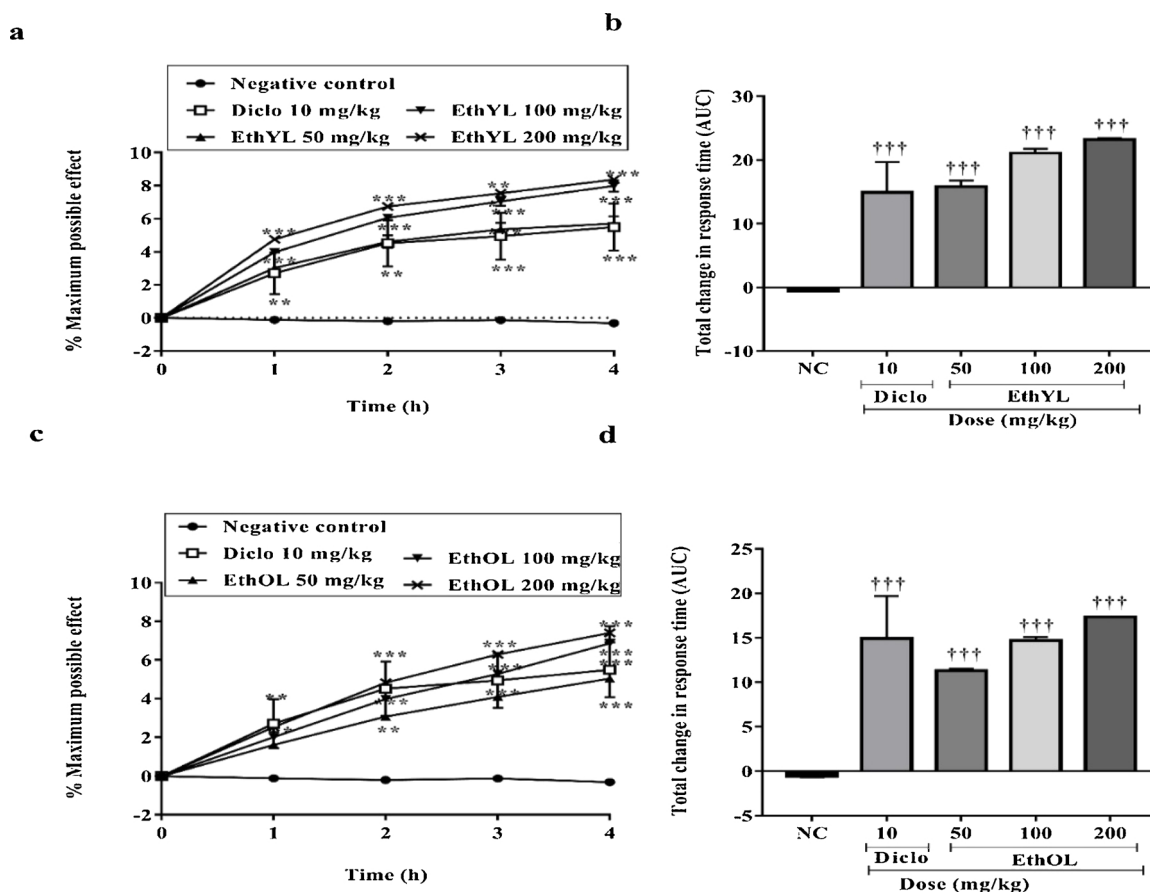 a
Negative control
Diclo 10 mg/kg
EthYL 100 mg/kg
EthYL 50 mg/kg
EthYL 200 mg/kg
% Maximum possible effect
10
8
6
4
2
0
-2
***
***
**
***
***
***
**
**
***
***
***
***
***
***
0 1 2 3 4
Time (h)
b
Total change in response time (AUC)
30
20
10
0
-10
†††
†††
†††
†††
NC 10 50 100 200
Diclo EthYL
Dose (mg/kg)
c
Negative control
Diclo 10 mg/kg
EthOL 100 mg/kg
EthOL 50 mg/kg
EthOL 200 mg/kg
% Maximum possible effect
10
8
6
4
2
0
-2
**
**
***
***
**
***
***
***
***
***
***
***
0 1 2 3 4
Time (h)
d
Total change in response time (AUC)
25
20
15
10
5
0
-5
†††
†††
†††
†††
NC 10 50 100 200
Diclo EthOL
Dose (mg/kg)